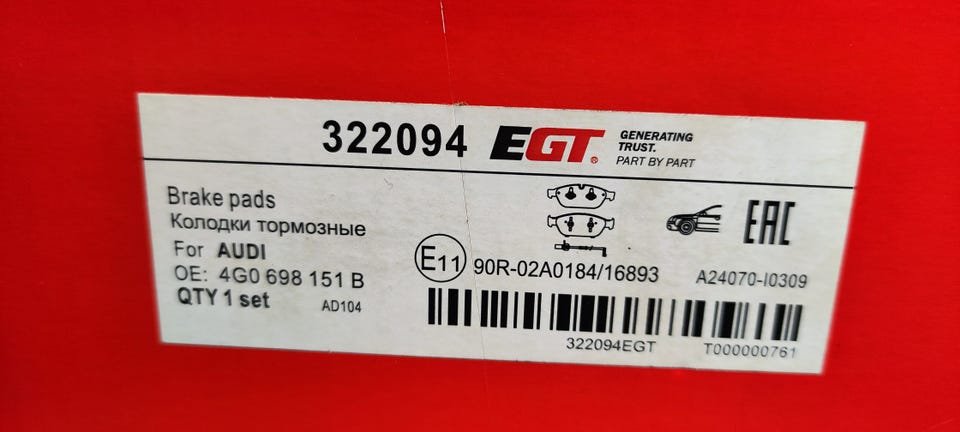 322094 EGT® GENERATING
TRUST.
PART BY PART
Brake pads
Колодки тормозные
For AUDI
OE: 4G0 698 151 B
QTY 1 set
AD104
EAC
E11 90R-02A0184/16893
A24070-I0309
322094EGT
T000000761